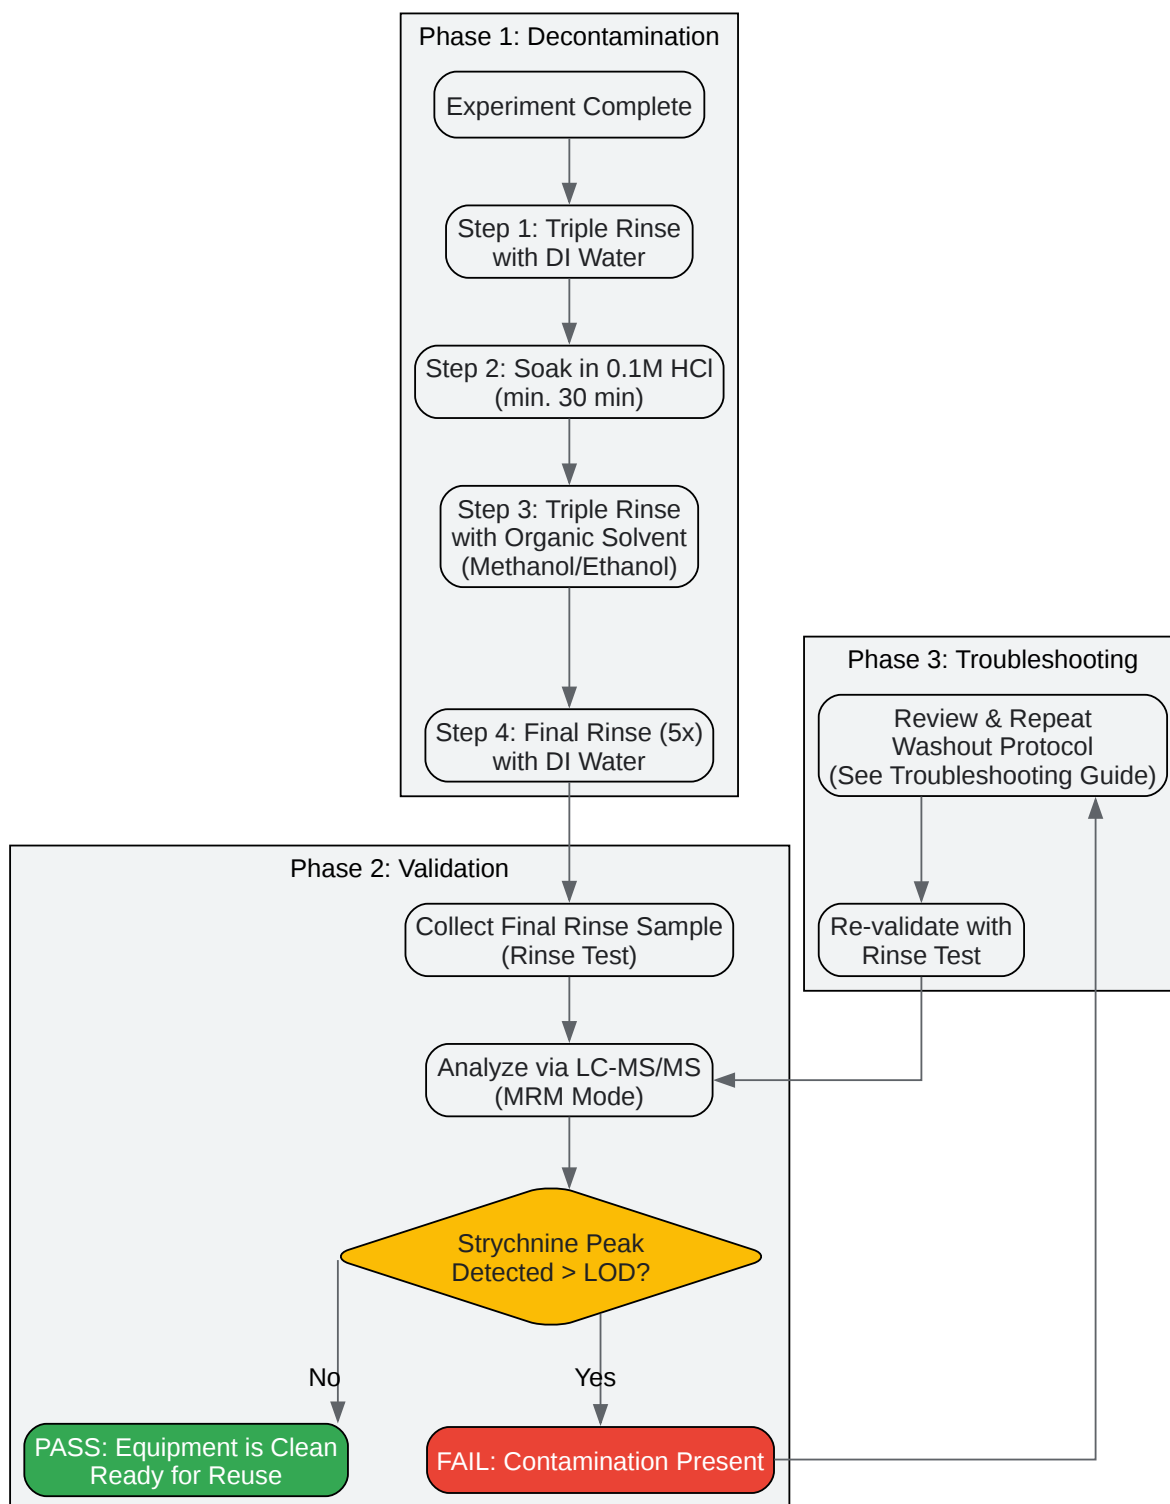 Phase 1: Decontamination
Experiment Complete
Step 1: Triple Rinse
with DI Water
Step 2: Soak in 0.1M HCl
(min. 30 min)
Step 3: Triple Rinse
with Organic Solvent
(Methanol/Ethanol)
Step 4: Final Rinse (5x)
with DI Water
Phase 3: Troubleshooting
Review & Repeat
Washout Protocol
(See Troubleshooting Guide)
Re-validate with
Rinse Test
Phase 2: Validation
Collect Final Rinse Sample
(Rinse Test)
Analyze via LC-MS/MS
(MRM Mode)
Strychnine Peak
Detected > LOD?
No
Yes
PASS: Equipment is Clean
Ready for Reuse
FAIL: Contamination Present